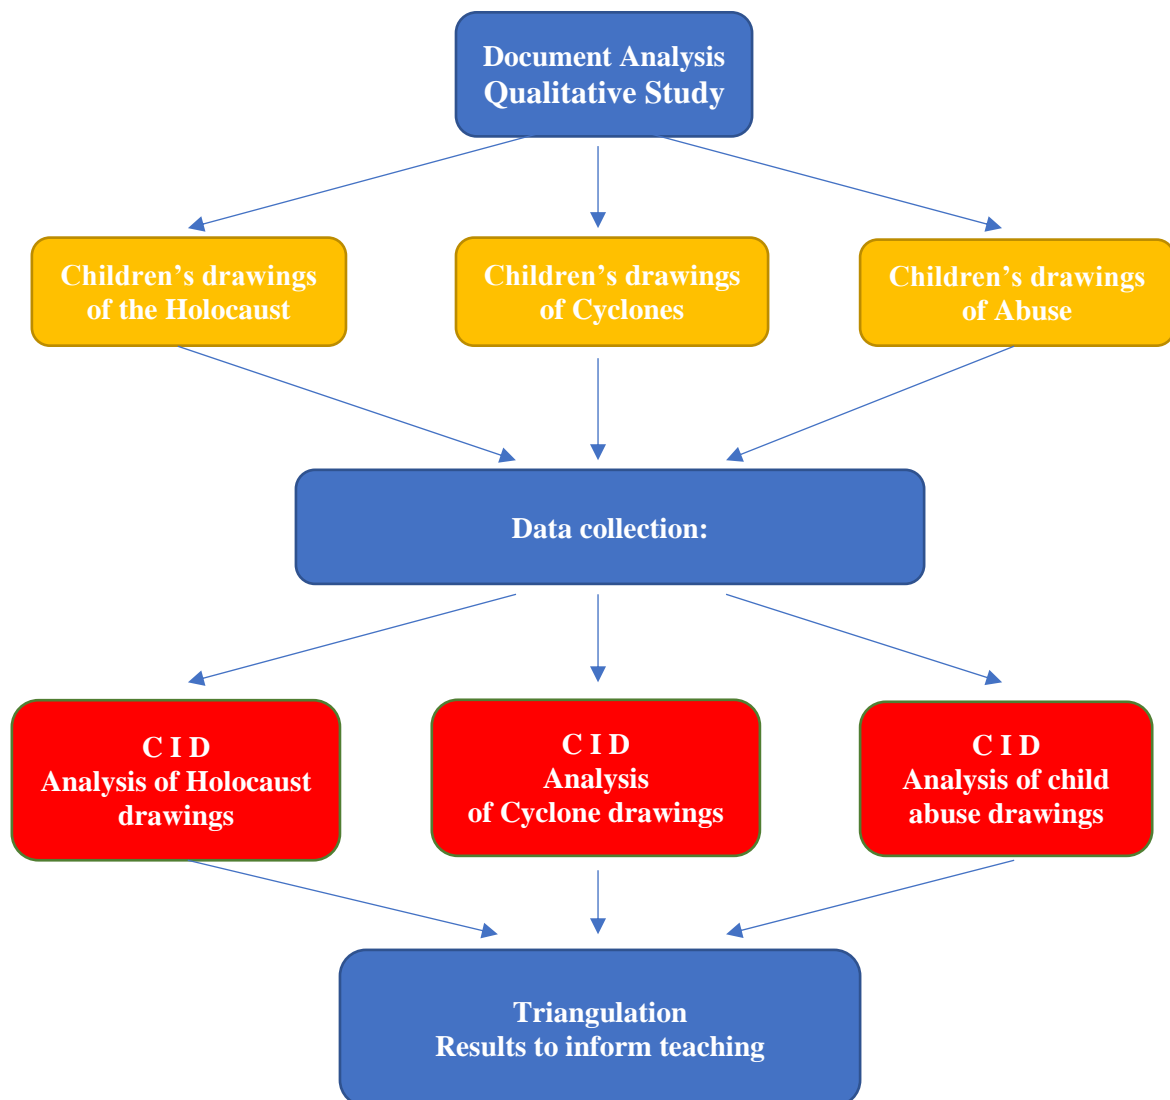 Document Analysis
Qualitative Study
Children’s drawings
of the Holocaust
Children’s drawings
of Cyclones
Children’s drawings
of Abuse
Data collection:
C I D
Analysis of Holocaust
drawings
C I D
Analysis
of Cyclone drawings
C I D
Analysis of child
abuse drawings
Triangulation
Results to inform teaching